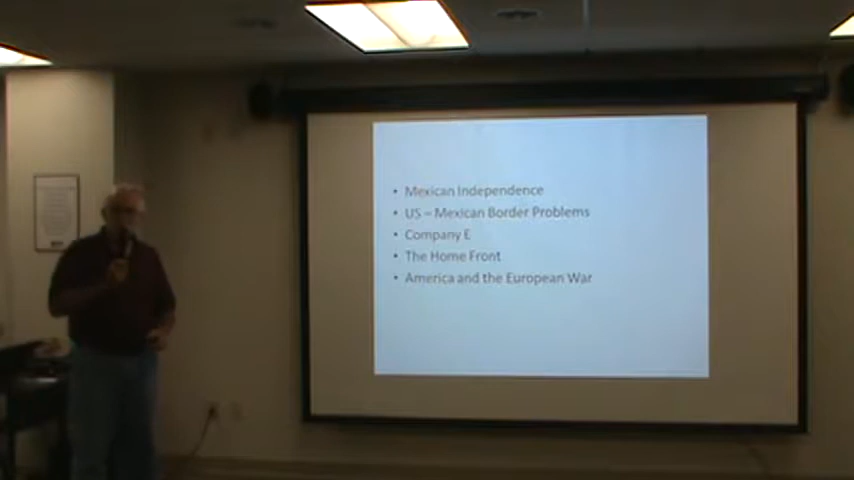 • Mexican Independence
• US – Mexican Border Problems
• Company E
• The Home Front
• America and the European War